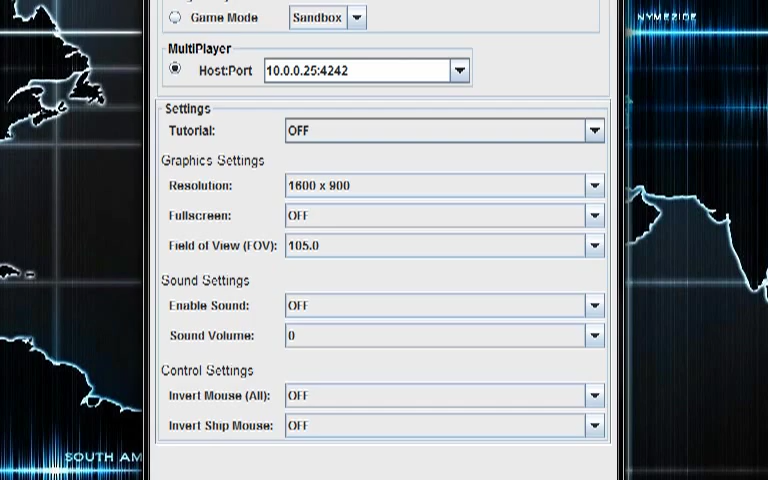 NYMEZIDE
Game Mode Sandbox
MultiPlayer
Host:Port 10.0.0.25:4242
Settings
Tutorial: OFF
Graphics Settings
Resolution: 1600 x 900
Fullscreen: OFF
Field of View (FOV): 105.0
Sound Settings
Enable Sound: OFF
Sound Volume: 0
Control Settings
Invert Mouse (All): OFF
Invert Ship Mouse: OFF
SOUTH AM